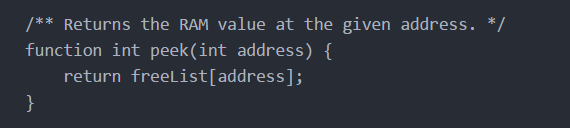 /** Returns the RAM value at the given address. */
function int peek(int address) {
    return freeList[address];
}